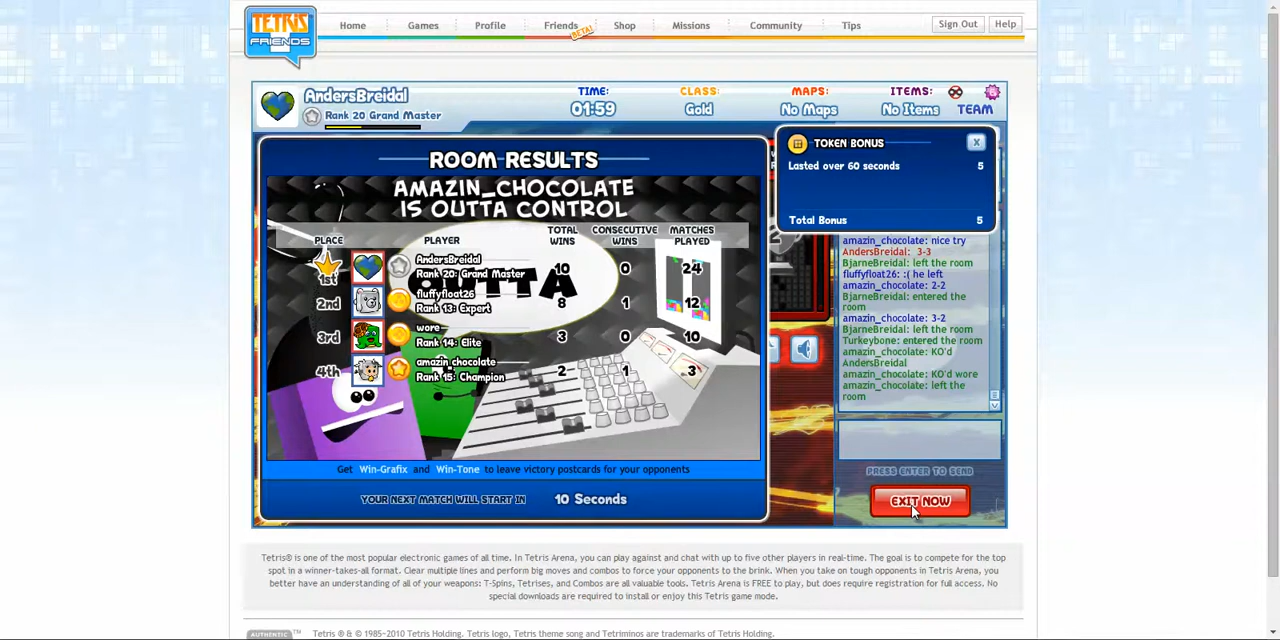 TETRIS
FRIENDS
Home Games Profile Friends Shop Missions Community Tips Sign Out Help
BETA!
AndersBreidal
Rank 20 Grand Master
TIME: CLASS: MAPS: ITEMS:
01:59 Gold No Maps No Items TEAM
ROOM RESULTS
AMAZIN_CHOCOLATE
IS OUTTA CONTROL
OUTTA
PLACE PLAYER TOTAL WINS CONSECUTIVE WINS MATCHES PLAYED
1st AndersBreidal 10 0 24
Rank 20: Grand Master
2nd fluffyfloat26 8 1 12
Rank 13: Expert
3rd wore 3 0 10
Rank 14: Elite
4th amazin chocolate 2 1 3
Rank 15: Champion
Get Win-Grafix and Win-Tone to leave victory postcards for your opponents
YOUR NEXT MATCH WILL START IN 10 Seconds
TOKEN BONUS X
Lasted over 60 seconds 5
Total Bonus 5
amazin_chocolate: nice try
AndersBreidal: 3-3
BjarneBreidal: left the room
fluffyfloat26: :( he left
amazin_chocolate: 2-2
BjarneBreidal: entered the
room
amazin_chocolate: 3-2
BjarneBreidal: left the room
Turkeybone: entered the room
amazin_chocolate: KO'd
AndersBreidal
amazin_chocolate: KO'd wore
amazin_chocolate: left the
room
PRESS ENTER TO SEND
EXIT NOW
Tetris® is one of the most popular electronic games of all time. In Tetris Arena, you can play against and chat with up to five other players in real-time. The goal is to compete for the top
spot in a winner-takes-all format. Clear multiple lines and perform big moves and combos to force your opponents to the brink. When you take on tough opponents in Tetris Arena, you
better have an understanding of all of your weapons: T-Spins, Tetrises, and Combos are all valuable tools. Tetris Arena is FREE to play, but does require registration for full access. No
special downloads are required to install or enjoy this Tetris game mode.
AUTHENTIC ™ Tetris ® & © 1985-2010 Tetris Holding. Tetris logo, Tetris theme song and Tetriminos are trademarks of Tetris Holding.